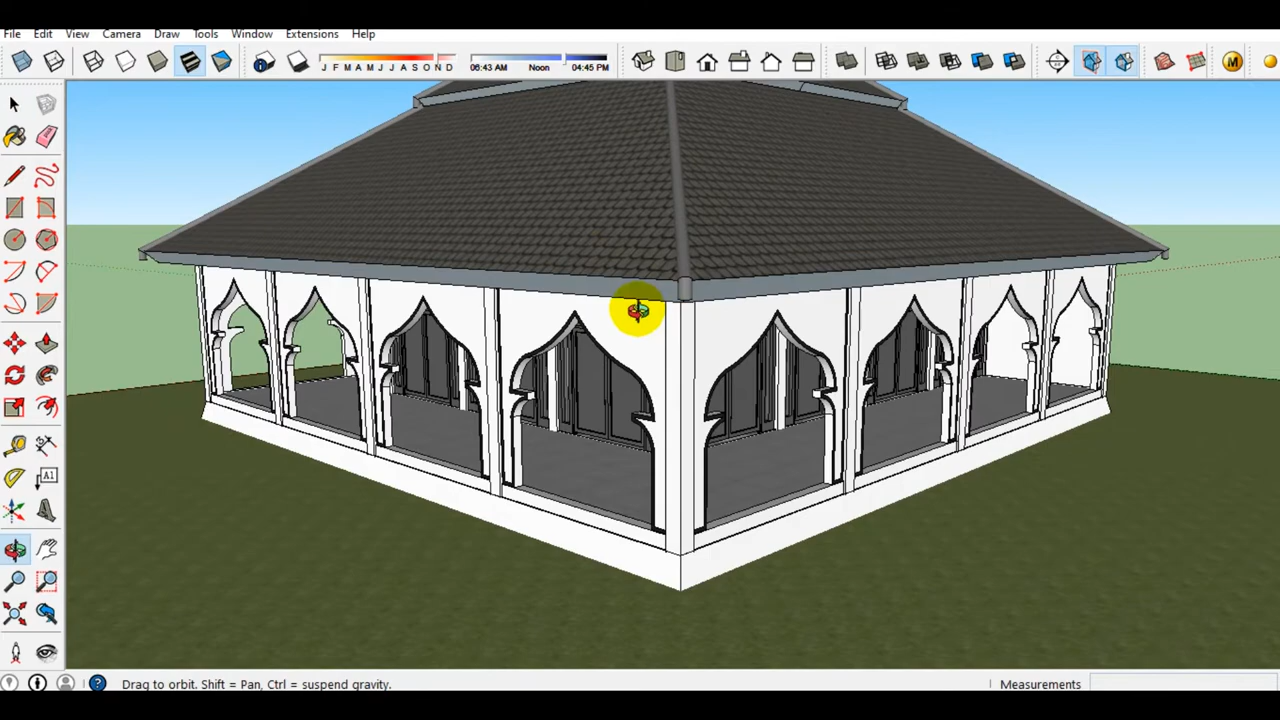 File Edit View Camera Draw Tools Window Extensions Help
J F M A M J J A S O N D 06:43 AM Noon 04:45 PM
M
A1
Drag to orbit. Shift = Pan, Ctrl = suspend gravity. Measurements